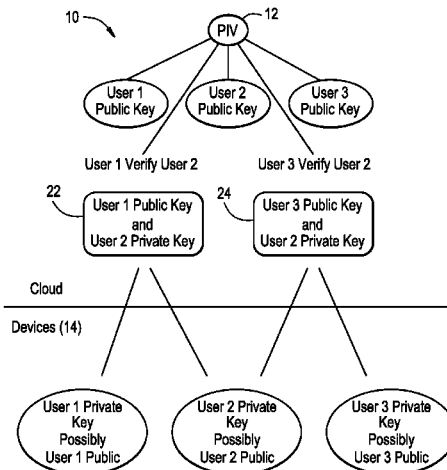 10
PIV
12
User 1
Public Key
User 2
Public Key
User 3
Public Key
User 1 Verify User 2
User 3 Verify User 2
22
User 1 Public Key
and
User 2 Private Key
24
User 3 Public Key
and
User 2 Private Key
Cloud
Devices (14)
User 1 Private
Key
Possibly
User 1 Public
User 2 Private
Key
Possibly
User 2 Public
User 3 Private
Key
Possibly
User 3 Public